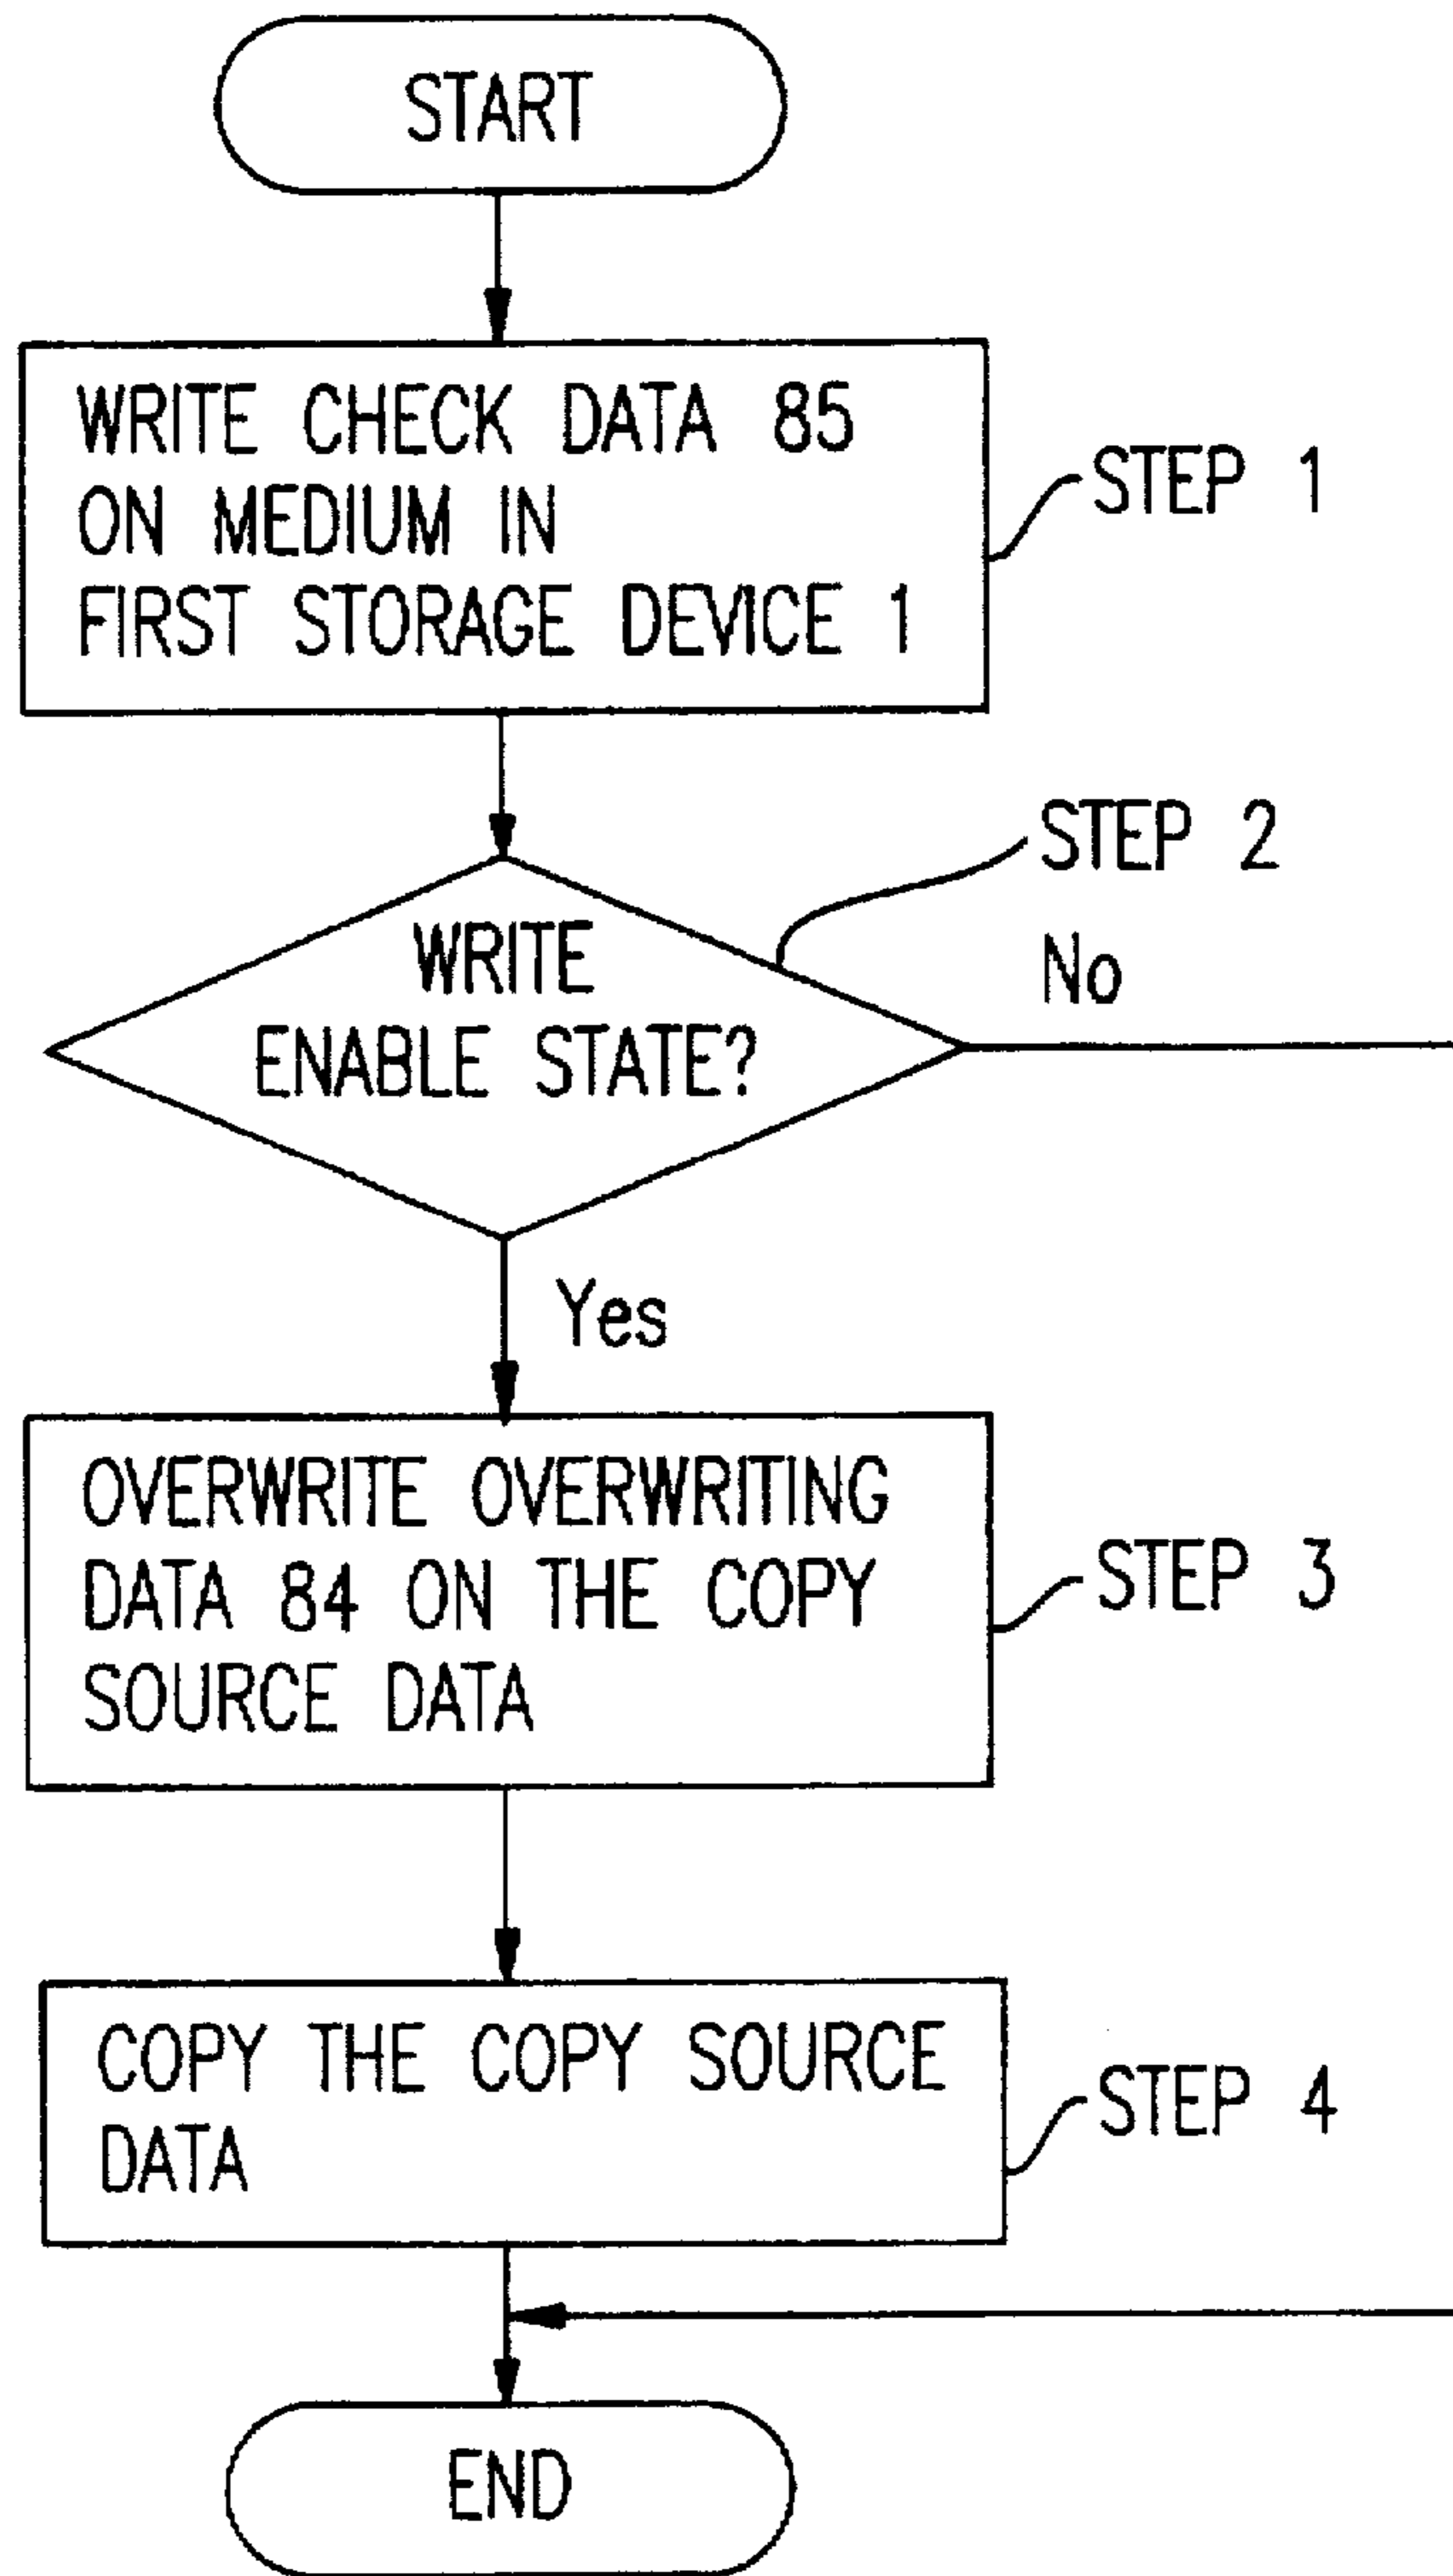 START
WRITE CHECK DATA 85
ON MEDIUM IN
FIRST STORAGE DEVICE 1
STEP 1
STEP 2
WRITE
ENABLE STATE?
No
Yes
OVERWRITE OVERWRITING
DATA 84 ON THE COPY
SOURCE DATA
STEP 3
COPY THE COPY SOURCE
DATA
STEP 4
END